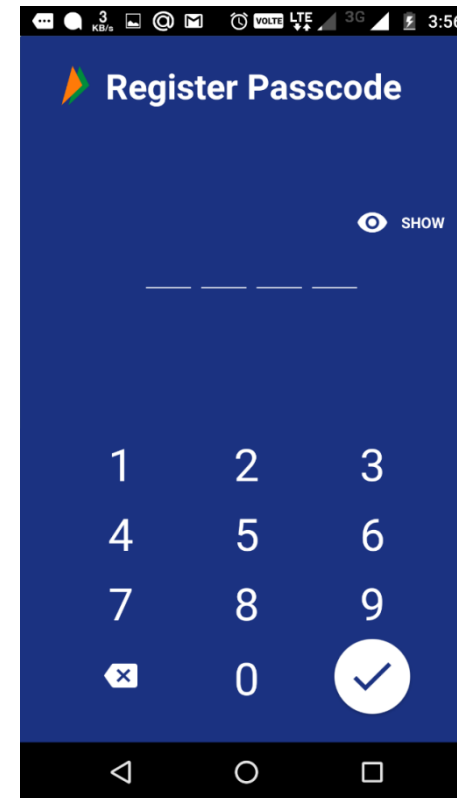 3 KB/s VOLTE LTE 3G 3:56
Register Passcode
SHOW
1 2 3
4 5 6
7 8 9
0